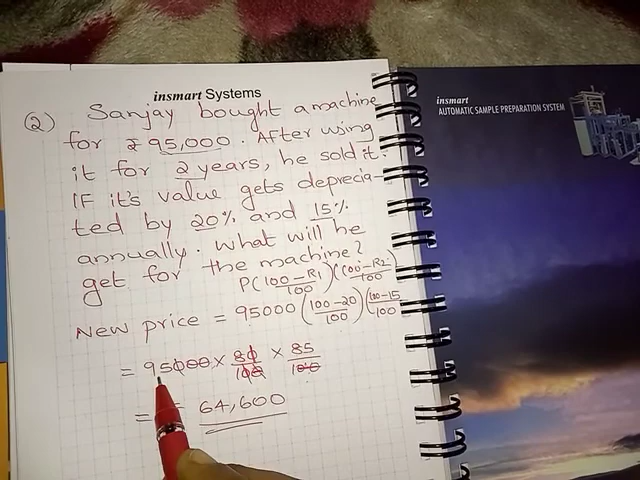 insmart Systems
insmart
AUTOMATIC SAMPLE PREPARATION SYSTEM
(2) Sanjay bought a machine
for ₹ 95,000. After using
it for 2 years, he sold it.
IF it's value gets deprecia-
ted by 20% and 15%
annually. What will he
get for the machine?
P(100-R1/100)(100-R2/100)
New price = 95000 (100-20/100)(100-15/100
= 95000 × 80/100 × 85/100
= 64,600